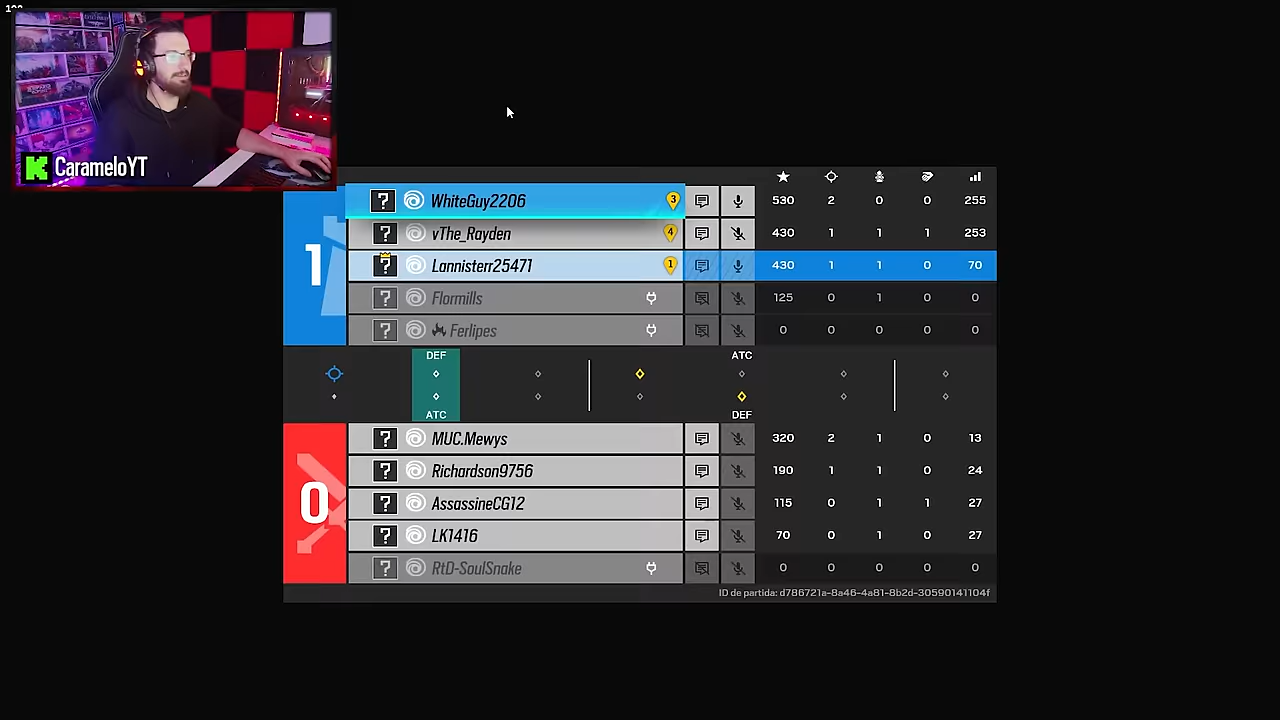 CarameloYT
? WhiteGuy2206 3 530 2 0 0 255
? vThe_Rayden 4 430 1 1 1 253
1 ? Lannisterr25471 1 430 1 1 0 70
? Flormills 125 0 1 0 0
? Ferlipes 0 0 0 0 0
DEF ATC
ATC DEF
? MUC.Mewys 320 2 1 0 13
? Richardson9756 190 1 1 0 24
0 ? AssassineCG12 115 0 1 1 27
? LK1416 70 0 1 0 27
? RtD-SoulSnake 0 0 0 0 0
ID de partida: d786721a-8a46-4a81-8b2d-30590141104f